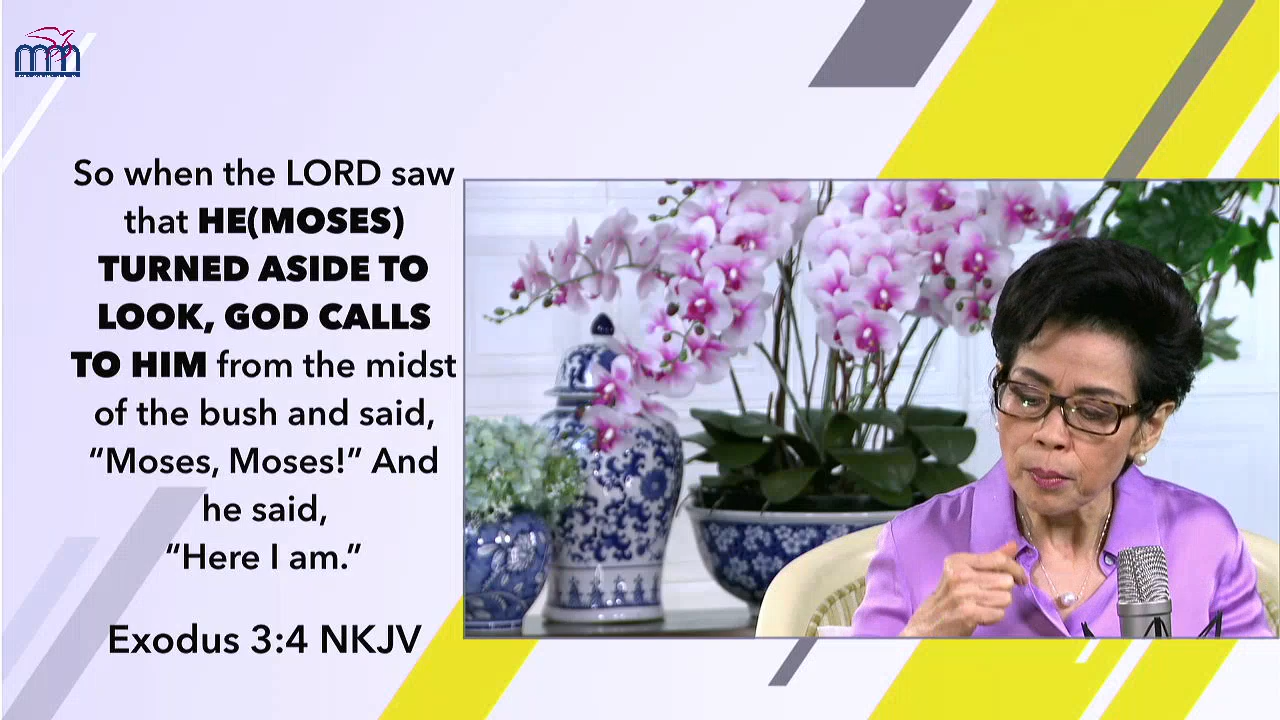 So when the LORD saw
that HE(MOSES)
TURNED ASIDE TO
LOOK, GOD CALLS
TO HIM from the midst
of the bush and said,
“Moses, Moses!” And
he said,
“Here I am.”
Exodus 3:4 NKJV